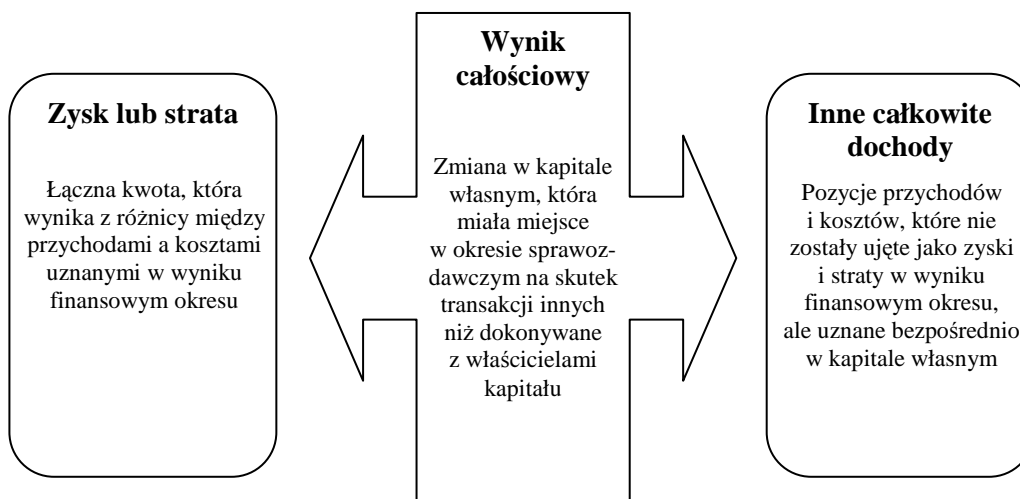 Zysk lub strata
Łączna kwota, która
wynika z różnicy między
przychodami a kosztami
uznanymi w wyniku
finansowym okresu
Wynik
całościowy
Zmiana w kapitale
własnym, która
miała miejsce
w okresie sprawoz-
dawczym na skutek
transakcji innych
niż dokonywane
z właścicielami
kapitału
Inne całkowite
dochody
Pozycje przychodów
i kosztów, które nie
zostały ujęte jako zyski
i straty w wyniku
finansowym okresu,
ale uznane bezpośrednio
w kapitale własnym